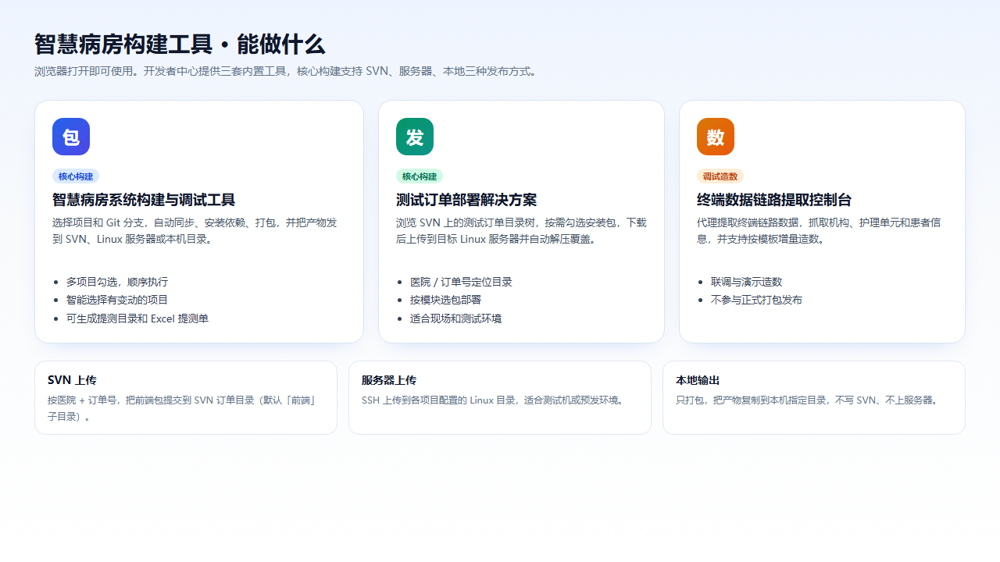 智慧病房构建工具 · 能做什么
浏览器打开即可使用。开发者中心提供三套内置工具，核心构建支持 SVN、服务器、本地三种发布方式。
包
核心构建
智慧病房系统构建与调试工具
选择项目和 Git 分支，自动同步、安装依赖、打包，并把产物发
到 SVN、Linux 服务器或本机目录。
• 多项目勾选，顺序执行
• 智能选择有变动的项目
• 可生成提测目录和 Excel 提测单
发
核心构建
测试订单部署解决方案
浏览 SVN 上的测试订单目录树，按需勾选安装包，下载
后上传到目标 Linux 服务器并自动解压覆盖。
• 医院 / 订单号定位目录
• 按模块选包部署
• 适合现场和测试环境
数
调试造数
终端数据链路提取控制台
代理提取终端链路数据，抓取机构、护理单元和患者信
息，并支持按模板增量造数。
• 联调与演示造数
• 不参与正式打包发布
SVN 上传
按医院 + 订单号，把前端包提交到 SVN 订单目录（默认「前端」
子目录）。
服务器上传
SSH 上传到各项目配置的 Linux 目录，适合测试机或预发环境。
本地输出
只打包，把产物复制到本机指定目录，不写 SVN、不上服务器。